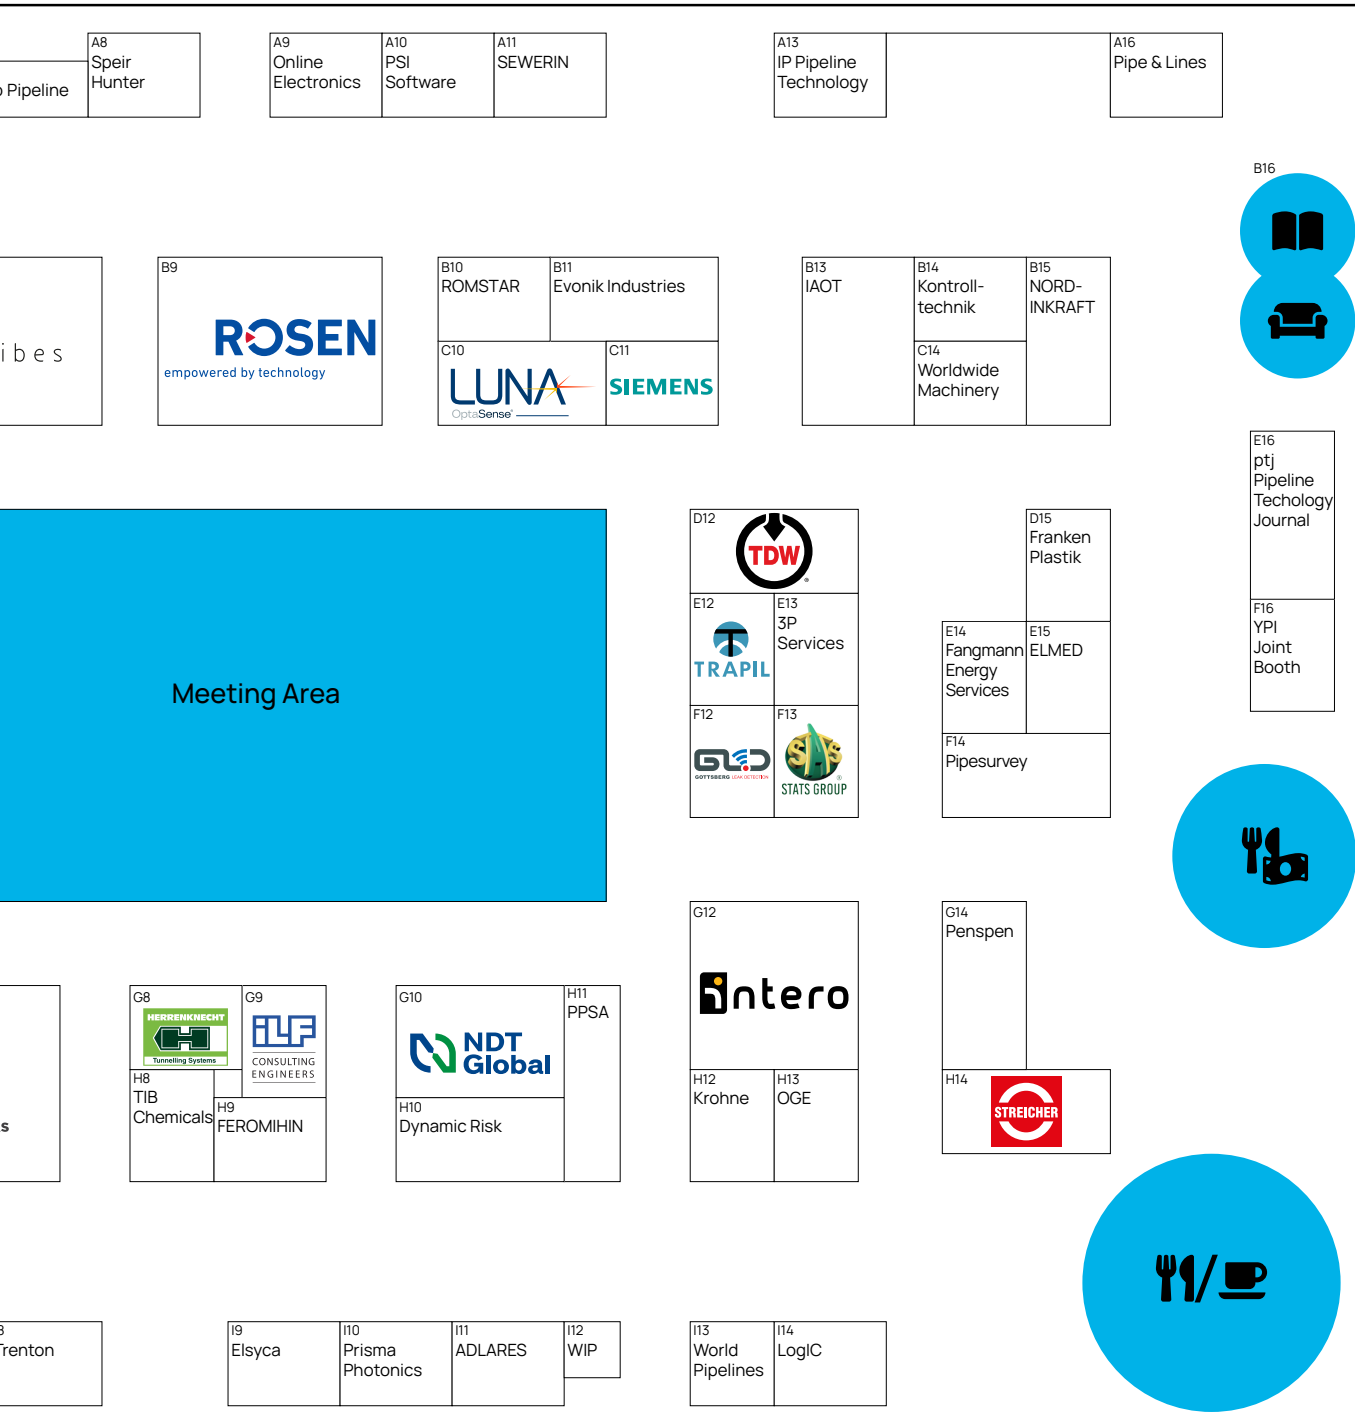 A8
Speir
Hunter
Pipeline
A9
Online
Electronics
A10
PSI
Software
A11
SEWERIN
A13
IP Pipeline
Technology
A16
Pipe & Lines
B16
ibes
B9
ROSEN
empowered by technology
B10
ROMSTAR
B11
Evonik Industries
C10
LUNA
OptaSense®
C11
SIEMENS
B13
IAOT
B14
Kontroll-
technik
B15
NORD-
INKRAFT
C14
Worldwide
Machinery
E16
ptj
Pipeline
Techology
Journal
F16
YPI
Joint
Booth
Meeting Area
D12
TDW
®
E12
TRAPIL
E13
3P
Services
F12
GLD
GOTTSBERG LEAK DETECTION
F13
STATS
®
STATS GROUP
D15
Franken
Plastik
E14
Fangmann
Energy
Services
E15
ELMED
F14
Pipesurvey
G12
intero
H12
Krohne
H13
OGE
G14
Penspen
H14
STREICHER
G8
HERRENKNECHT
Tunnelling Systems
G9
iLF
CONSULTING
ENGINEERS
H8
TIB
Chemicals
H9
FEROMIHIN
G10
NDT
Global
H10
Dynamic Risk
H11
PPSA
Trenton
I9
Elsyca
I10
Prisma
Photonics
I11
ADLARES
I12
WIP
I13
World
Pipelines
I14
LogIC